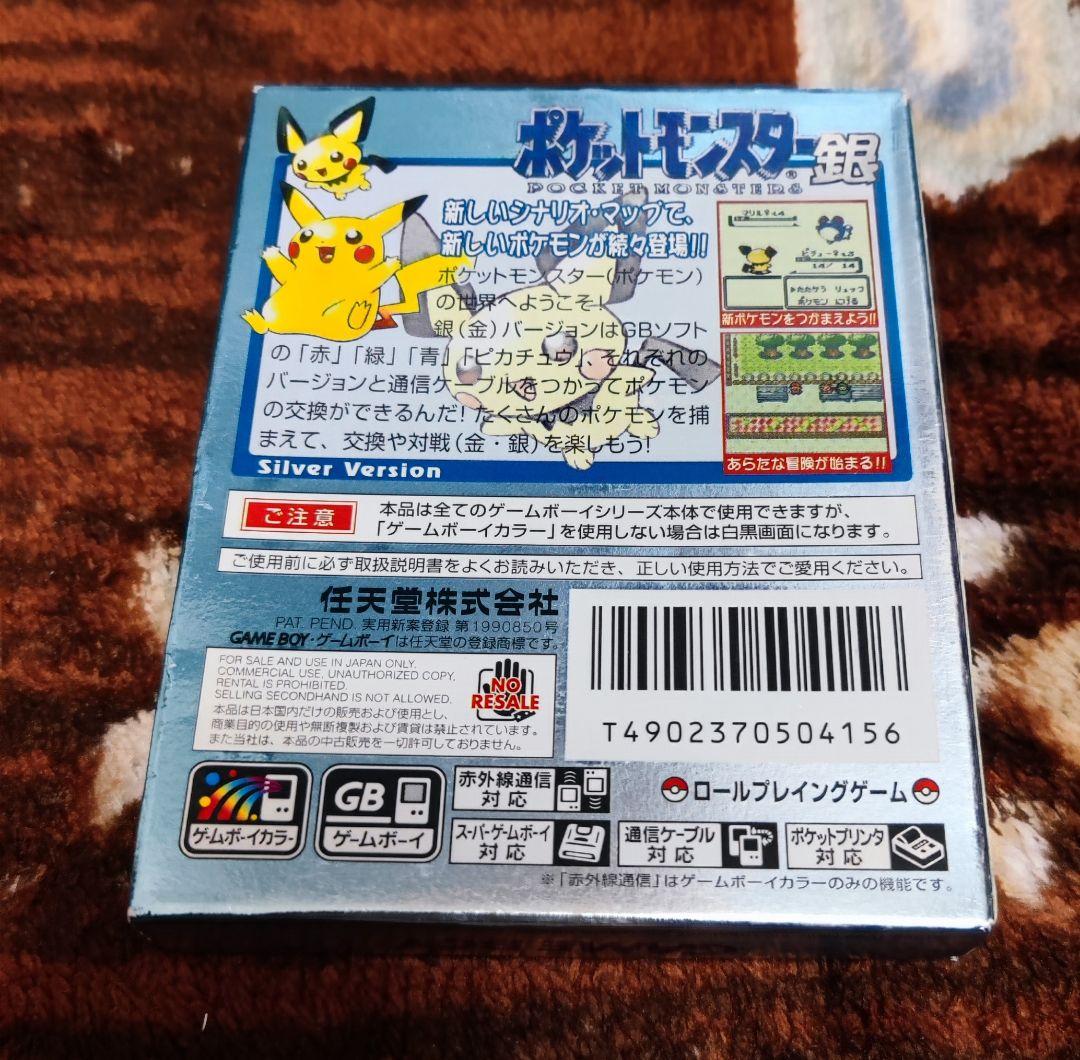 ポケットモンスター®銀
POCKET MONSTERS
新しいシナリオ・マップで、
新しいポケモンが続々登場!!
ポケットモンスター(ポケモン)
の世界へようこそ!
銀(金)バージョンはGBソフト
の「赤」「緑」「青」「ピカチュウ」、それぞれの
バージョンと通信ケーブルをつかってポケモン
の交換ができるんだ!たくさんのポケモンを捕
まえて、交換や対戦(金・銀)を楽しもう!
Silver Version
ピチュー
14/ 14
▶たたかう リュック
ポケモン にげる
新ポケモンをつかまえよう!!
あらたな冒険が始まる!!
ご注意
本品は全てのゲームボーイシリーズ本体で使用できますが、
「ゲームボーイカラー」を使用しない場合は白黒画面になります。
ご使用前に必ず取扱説明書をよくお読みいただき、正しい使用方法でご愛用ください。
任天堂株式会社
PAT. PEND. 実用新案登録 第1990850号
GAME BOY・ゲームボーイは任天堂の登録商標です。
FOR SALE AND USE IN JAPAN ONLY.
COMMERCIAL USE, UNAUTHORIZED COPY,
RENTAL IS PROHIBITED.
SELLING SECONDHAND IS NOT ALLOWED.
本品は日本国内だけの販売および使用とし、
商業目的の使用や無断複製および賃貸は禁止されています。
また当社は、本品の中古販売を一切許可しておりません。
NO
RESALE
T4902370504156
ゲームボーイカラー
GB
ゲームボーイ
赤外線通信
対応
スーパーゲームボーイ
対応
通信ケーブル
対応
ポケットプリンタ
対応
ロールプレイングゲーム
※「赤外線通信」はゲームボーイカラーのみの機能です。